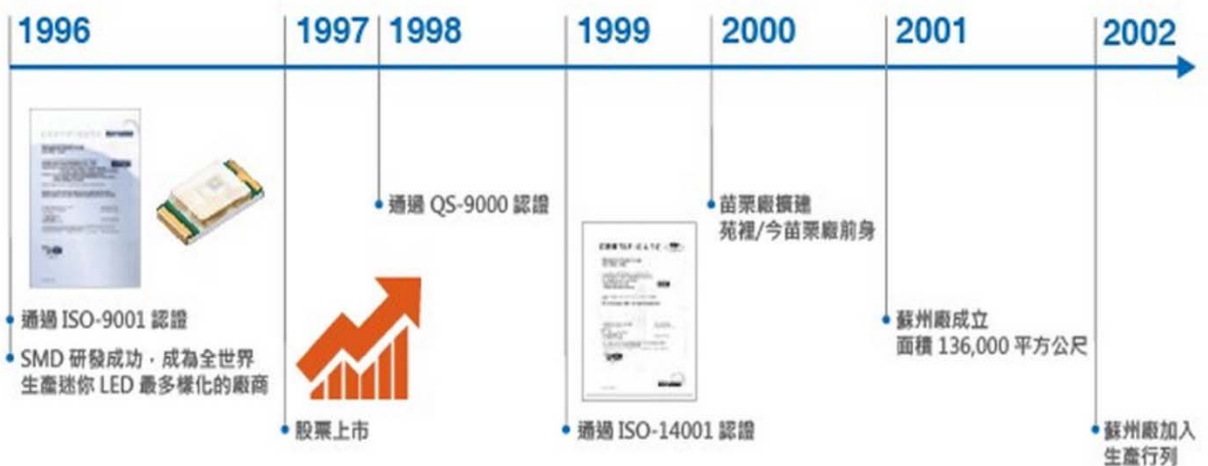 1996
1997
1998
1999
2000
2001
2002
通過 ISO-9001 認證
SMD 研發成功，成為全世界
生產迷你 LED 最多樣化的廠商
股票上市
通過 QS-9000 認證
CERTIFICATE
通過 ISO-14001 認證
苗栗廠擴建
苑裡/今苗栗廠前身
蘇州廠成立
面積 136,000 平方公尺
蘇州廠加入
生產行列